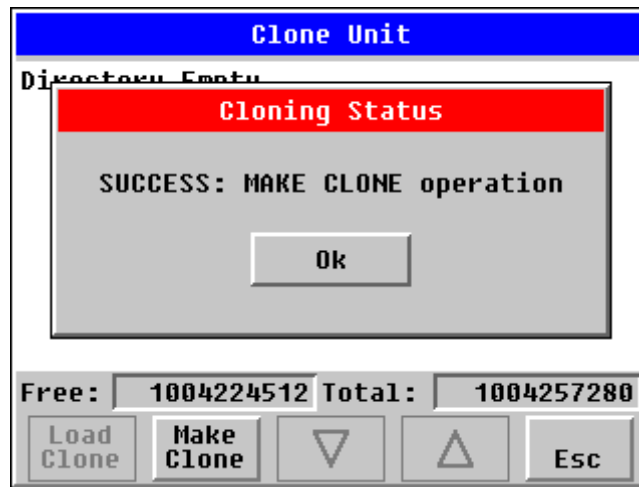 Clone Unit
Directory Empty
Cloning Status
SUCCESS: MAKE CLONE operation
Ok
Free: 1004224512 Total: 1004257280
Load Clone
Make Clone
Esc